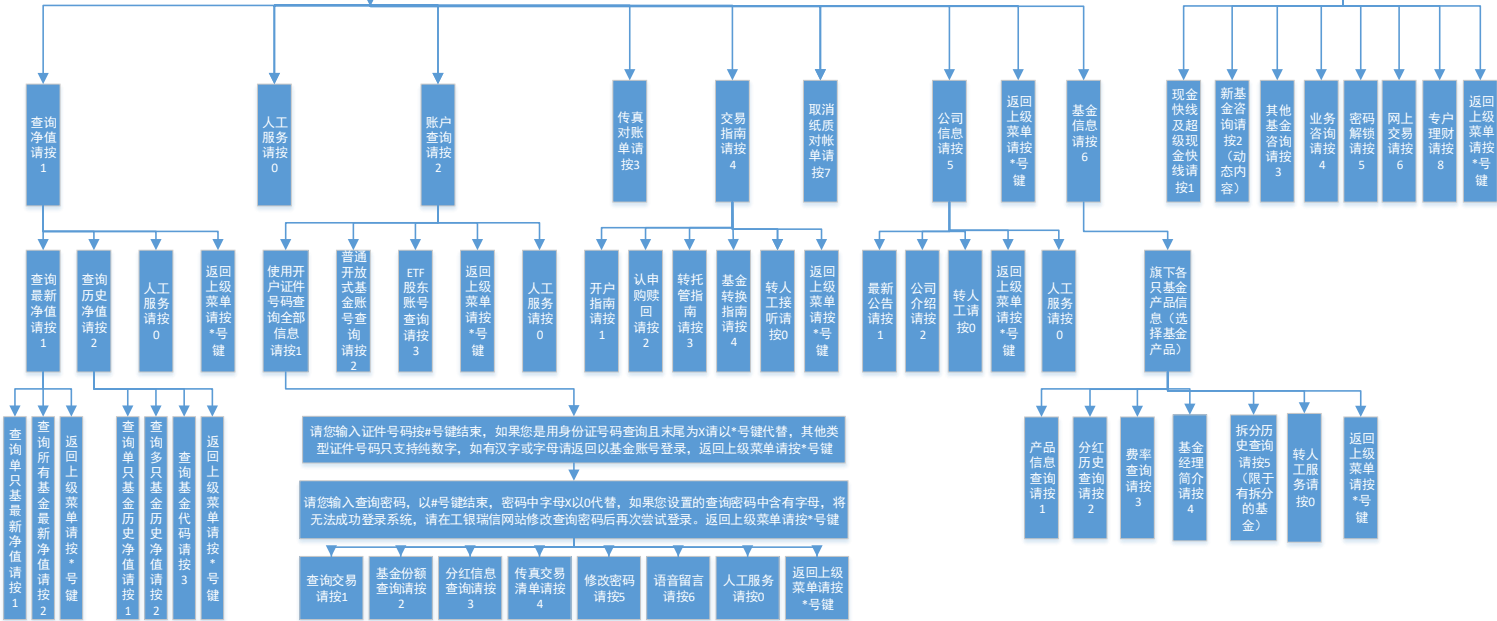 查询
净值
请按
1
人工
服务
请按
0
账户
查询
请按
2
传真
对账
单请
按3
交易
指南
请按
4
取消
纸质
对帐
单请
按7
公司
信息
请按
5
返回
上级
菜单
请按
*号
键
基金
信息
请按
6
现金
快线
及超
级现
金快
线请
按1
新基
金咨
询请
按2
（动
态内
容）
其他
基金
咨询
请按
3
业务
咨询
请按
4
密码
解锁
请按
5
网上
交易
请按
6
专户
理财
请按
8
返回
上级
菜单
请按
*号
键
查询
最新
净值
请按
1
查询
历史
净值
请按
2
人工
服务
请按
0
返回
上级
菜单
请按
*号
键
使用开
户证件
号码查
询全部
信息
请按1
普通
开放
式基
金账
号查
询
请按
2
ETF
股东
账号
查询
请按
3
返回
上级
菜单
请按
*号
键
人工
服务
请按
0
开户
指南
请按
1
认申
购赎
回
请按
2
转托
管指
南
请按
3
基金
转换
指南
请按
4
转人
工接
听请
按0
返回
上级
菜单
请按
*号
键
最新
公告
请按
1
公司
介绍
请按
2
转人
工请
按0
返回
上级
菜单
请按
*号
键
人工
服务
请按
0
旗下各
只基金
产品信
息（选
择基金
产品）
查询单只基最新净值请按1
查询所有基金最新净值请按2
返回上级菜单请按*号键
查询单只基金历史净值请按1
查询多只基金历史净值请按2
查询基金代码请按3
返回上级菜单请按*号键
请您输入证件号码按#号键结束，如果您是用身份证号码查询且末尾为X请以*号键代替，其他类
型证件号码只支持纯数字，如有汉字或字母请返回以基金账号登录，返回上级菜单请按*号键
请您输入查询密码，以#号键结束，密码中字母X以0代替，如果您设置的查询密码中含有字母，将
无法成功登录系统，请在工银瑞信网站修改查询密码后再次尝试登录。返回上级菜单请按*号键
查询交易
请按1
基金份额
查询请按
2
分红信息
查询请按
3
传真交易
清单请按
4
修改密码
请按5
语音留言
请按6
人工服务
请按0
返回上级
菜单请按
*号键
产品
信息
查询
请按
1
分红
历史
查询
请按
2
费率
查询
请按
3
基金
经理
简介
请按
4
拆分历
史查询
请按5
（限于
有拆分
的基
金）
转人
工服
务请
按0
返回
上级
菜单
请按
*号
键